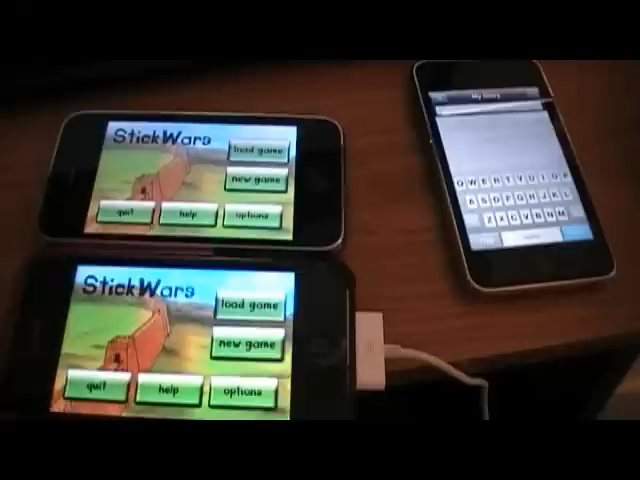 StickWars
load game
new game
quit help options
StickWars
load game
new game
quit help options
Q W E R T Y U I O P
A S D F G H J K L
Z X C V B N M